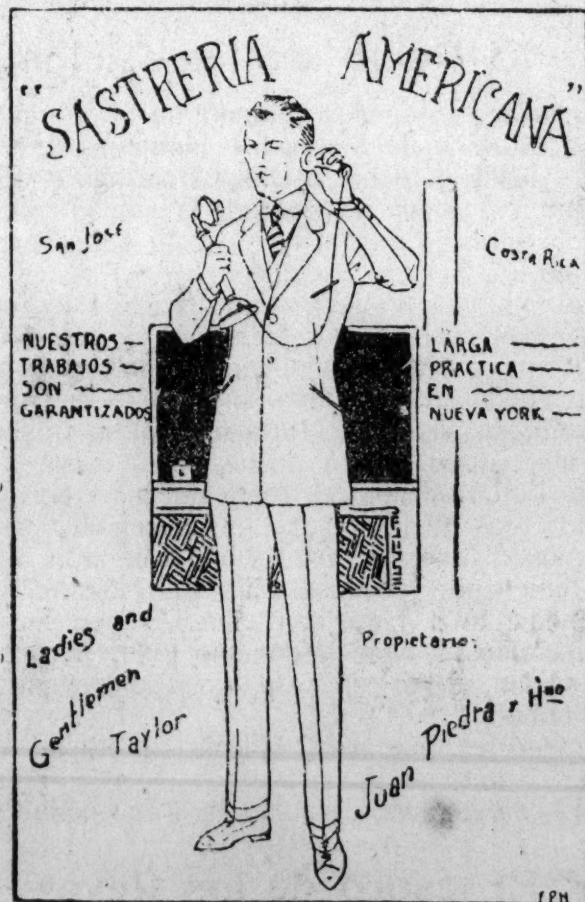 "SASTRERIA AMERICANA"
San Jose
Costa Rica
NUESTROS —
TRABAJOS —
SON —
GARANTIZADOS
LARGA —
PRACTICA —
EN —
NUEVA YORK —
Ladies and
Gentlemen
Taylor
Propietario.
Juan Piedra y Hno
F.P.H.